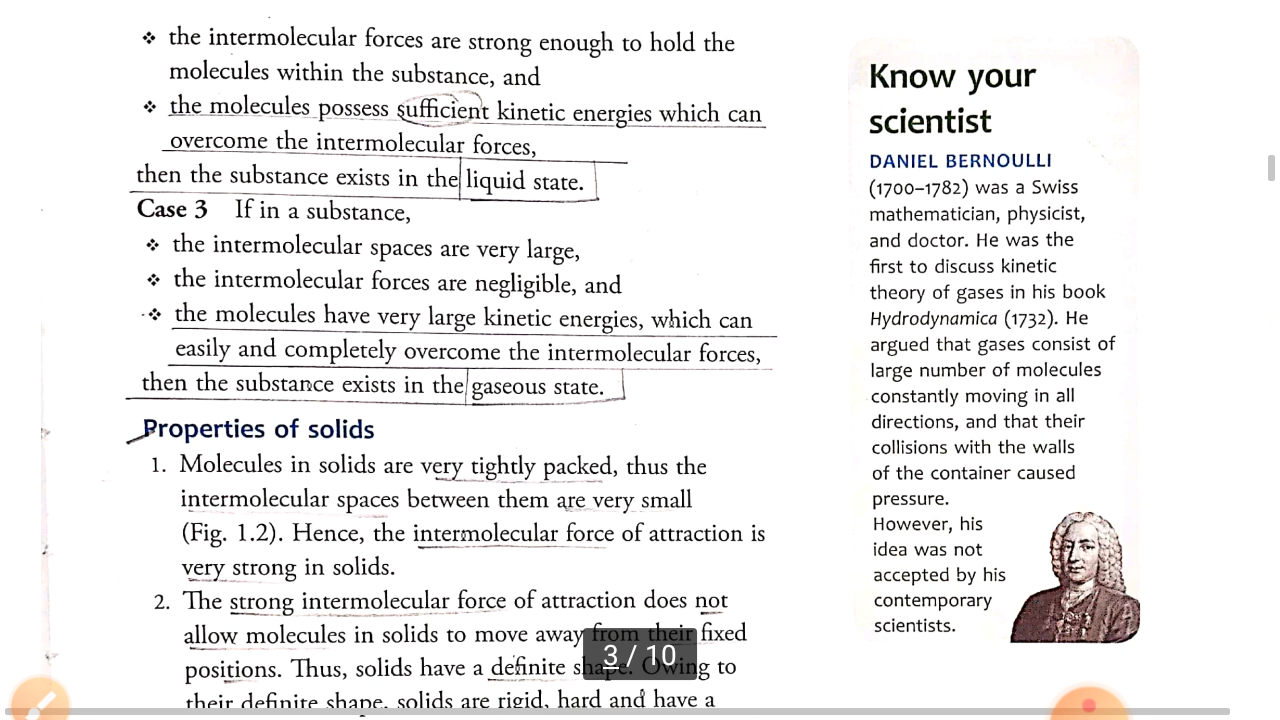 ❖ the intermolecular forces are strong enough to hold the
molecules within the substance, and
❖ the molecules possess sufficient kinetic energies which can
overcome the intermolecular forces,
then the substance exists in the liquid state.
Case 3 If in a substance,
❖ the intermolecular spaces are very large,
❖ the intermolecular forces are negligible, and
❖ the molecules have very large kinetic energies, which can
easily and completely overcome the intermolecular forces,
then the substance exists in the gaseous state.
Properties of solids
1. Molecules in solids are very tightly packed, thus the
intermolecular spaces between them are very small
(Fig. 1.2). Hence, the intermolecular force of attraction is
very strong in solids.
2. The strong intermolecular force of attraction does not
allow molecules in solids to move away from their fixed
positions. Thus, solids have a definite shape. Owing to
their definite shape, solids are rigid, hard and have a
3 / 10
Know your
scientist
DANIEL BERNOULLI
(1700–1782) was a Swiss
mathematician, physicist,
and doctor. He was the
first to discuss kinetic
theory of gases in his book
Hydrodynamica (1732). He
argued that gases consist of
large number of molecules
constantly moving in all
directions, and that their
collisions with the walls
of the container caused
pressure.
However, his
idea was not
accepted by his
contemporary
scientists.